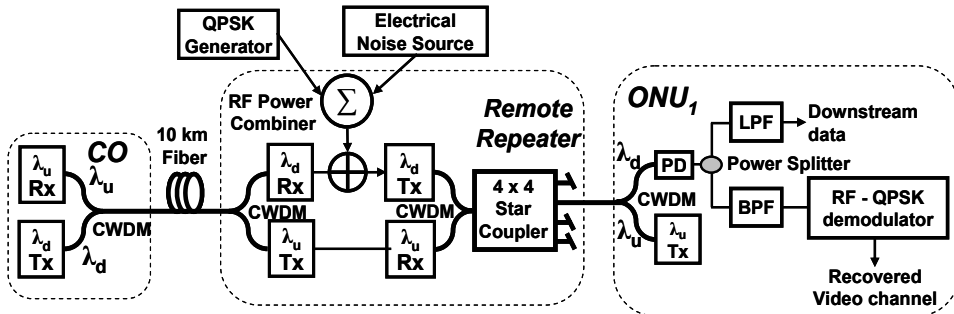 QPSK
Generator
Electrical
Noise Source
Σ
RF Power
Combiner
Remote
Repeater
ONU1
CO
10 km
Fiber
λu
Rx
λu
CWDM
λd
Tx
λd
λd
Rx
CWDM
λu
Tx
λd
Tx
CWDM
λu
Rx
4 x 4
Star
Coupler
λd
PD
CWDM
λu
λu
Tx
LPF
Downstream
data
Power Splitter
BPF
RF - QPSK
demodulator
Recovered
Video channel